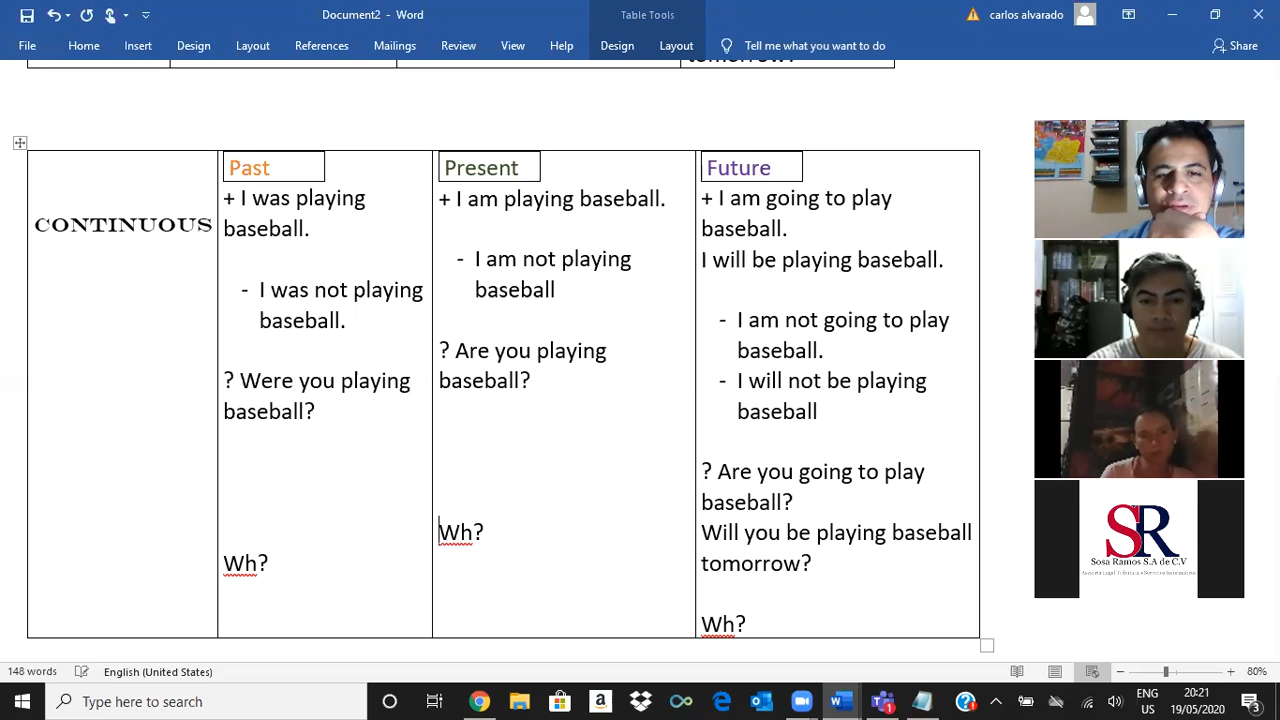 Document2 - Word
Table Tools
carlos alvarado
File
Home
Insert
Design
Layout
References
Mailings
Review
View
Help
Design
Layout
Tell me what you want to do
Share
tomorrow?
CONTINUOUS
Past
+ I was playing
baseball.
- I was not playing
baseball.
? Were you playing
baseball?
Wh?
Present
+ I am playing baseball.
- I am not playing
baseball
? Are you playing
baseball?
Wh?
Future
+ I am going to play
baseball.
I will be playing baseball.
- I am not going to play
baseball.
- I will not be playing
baseball
? Are you going to play
baseball?
Will you be playing baseball
tomorrow?
Wh?
SR
Sosa Ramos S.A de C.V
148 words
English (United States)
80%
Type here to search
ENG
US
20:21
19/05/2020
3